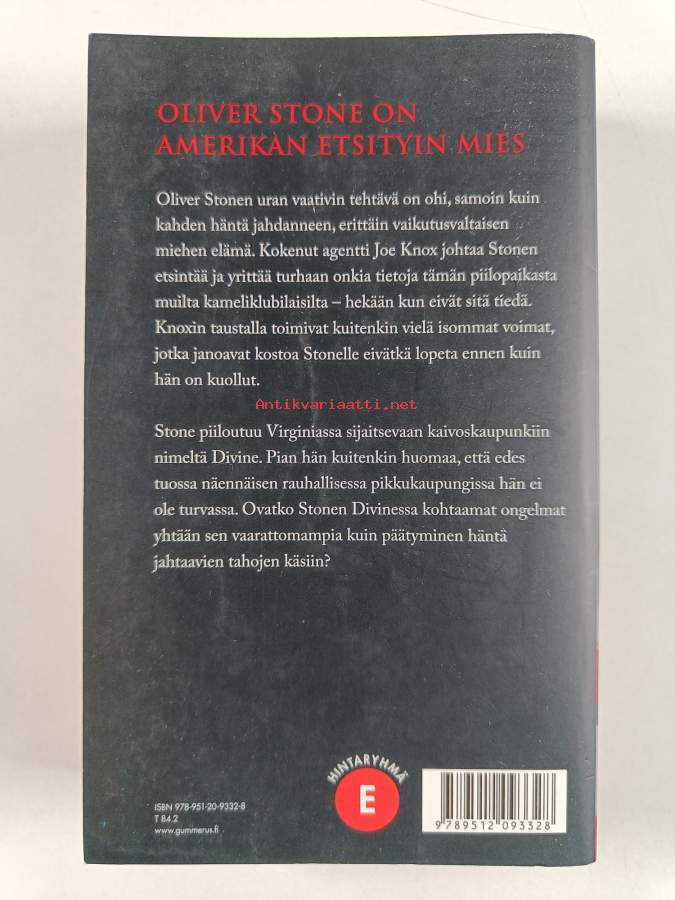 OLIVER STONE ON
AMERIKAN ETSITYIN MIES
Oliver Stonen uran vaativin tehtävä on ohi, samoin kuin
kahden häntä jahdanneen, erittäin vaikutusvaltaisen
miehen elämä. Kokenut agentti Joe Knox johtaa Stonen
etsintää ja yrittää turhaan onkia tietoja tämän piilopaikasta
muilta kameliklubilaisilta – hekään kun eivät sitä tiedä.
Knoxin taustalla toimivat kuitenkin vielä isommat voimat,
jotka janoavat kostoa Stonelle eivätkä lopeta ennen kuin
hän on kuollut.
Antikvariaatti.net
Stone piiloutuu Virginiassa sijaitsevaan kaivoskaupunkiin
nimeltä Divine. Pian hän kuitenkin huomaa, että edes
tuossa näennäisen rauhallisessa pikkukaupungissa hän ei
ole turvassa. Ovatko Stonen Divinessa kohtaamat ongelmat
yhtään sen vaarattomampia kuin päätyminen häntä
jahtaavien tahojen käsiin?
HINTARYHMÄ
E
ISBN 978-951-20-9332-8
T 84.2
www.gummerus.fi
9789512093328